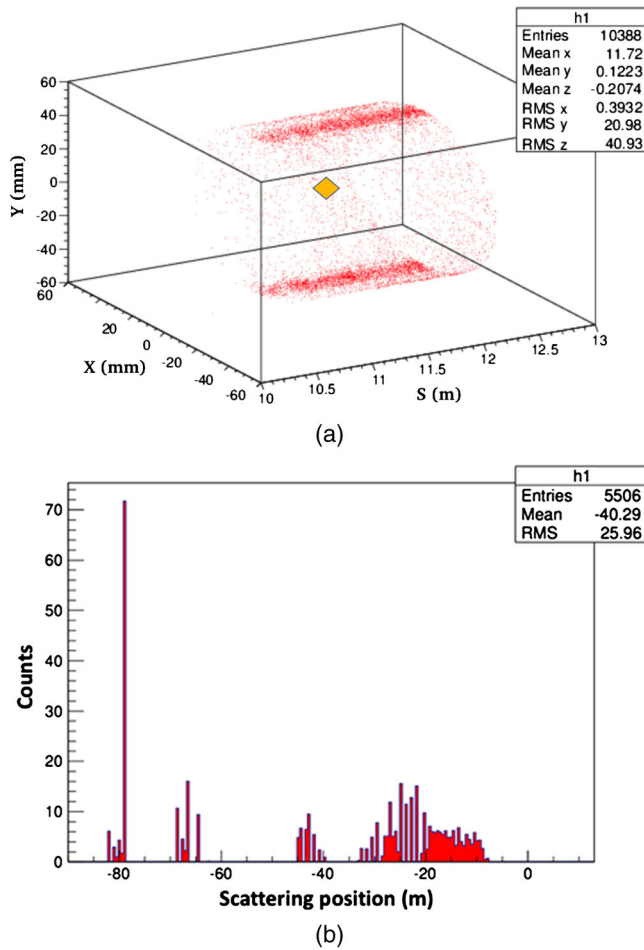 h1
Entries 10388
Mean x 11.72
Mean y 0.1223
Mean z -0.2074
RMS x 0.3932
RMS y 20.98
RMS z 40.93
60
40
20
0
-20
-40
-60
Y (mm)
60
20
0
-20
-40
-60
X (mm)
10
10.5
11
11.5
12
12.5
13
S (m)
(a)
h1
Entries 5506
Mean -40.29
RMS 25.96
70
60
50
40
30
20
10
0
Counts
-80 -60 -40 -20 0
Scattering position (m)
(b)